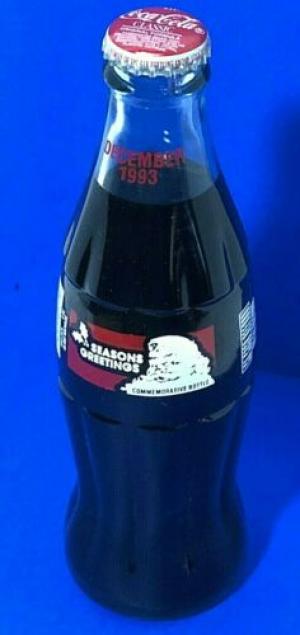 Coca-Cola
CLASSIC
DECEMBER
1993
SEASONS
GREETINGS
COMMEMORATIVE BOTTLE